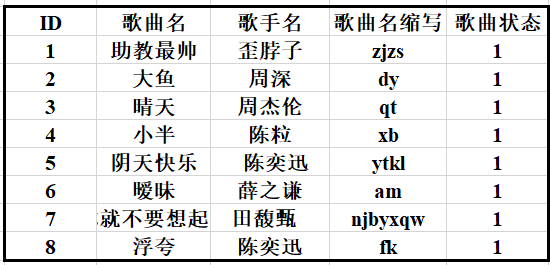 ID 歌曲名 歌手名 歌曲名缩写 歌曲状态
1 助教最帅 歪脖子 zjzs 1
2 大鱼 周深 dy 1
3 晴天 周杰伦 qt 1
4 小半 陈粒 xb 1
5 阴天快乐 陈奕迅 ytkl 1
6 暧昧 薛之谦 am 1
7 就不要想起 田馥甄 njbyxqw 1
8 浮夸 陈奕迅 fk 1